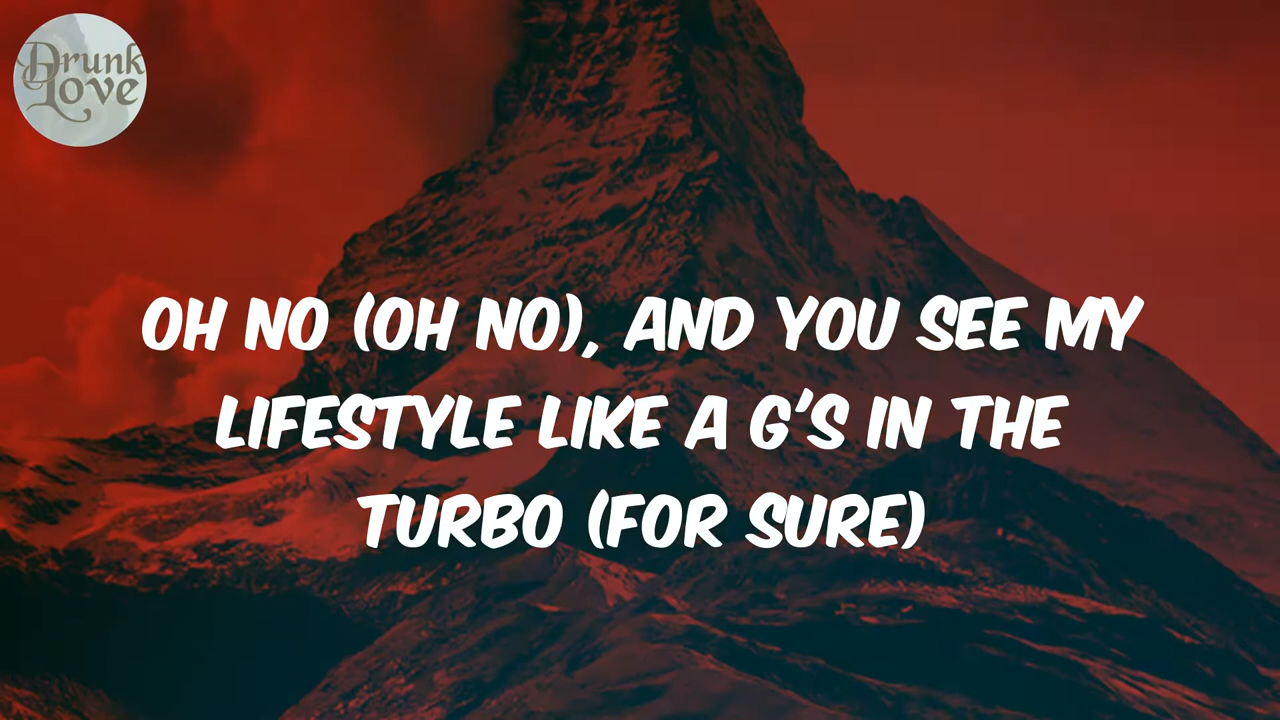 Drunk
Love
OH NO (OH NO), AND YOU SEE MY
LIFESTYLE LIKE A G'S IN THE
TURBO (FOR SURE)